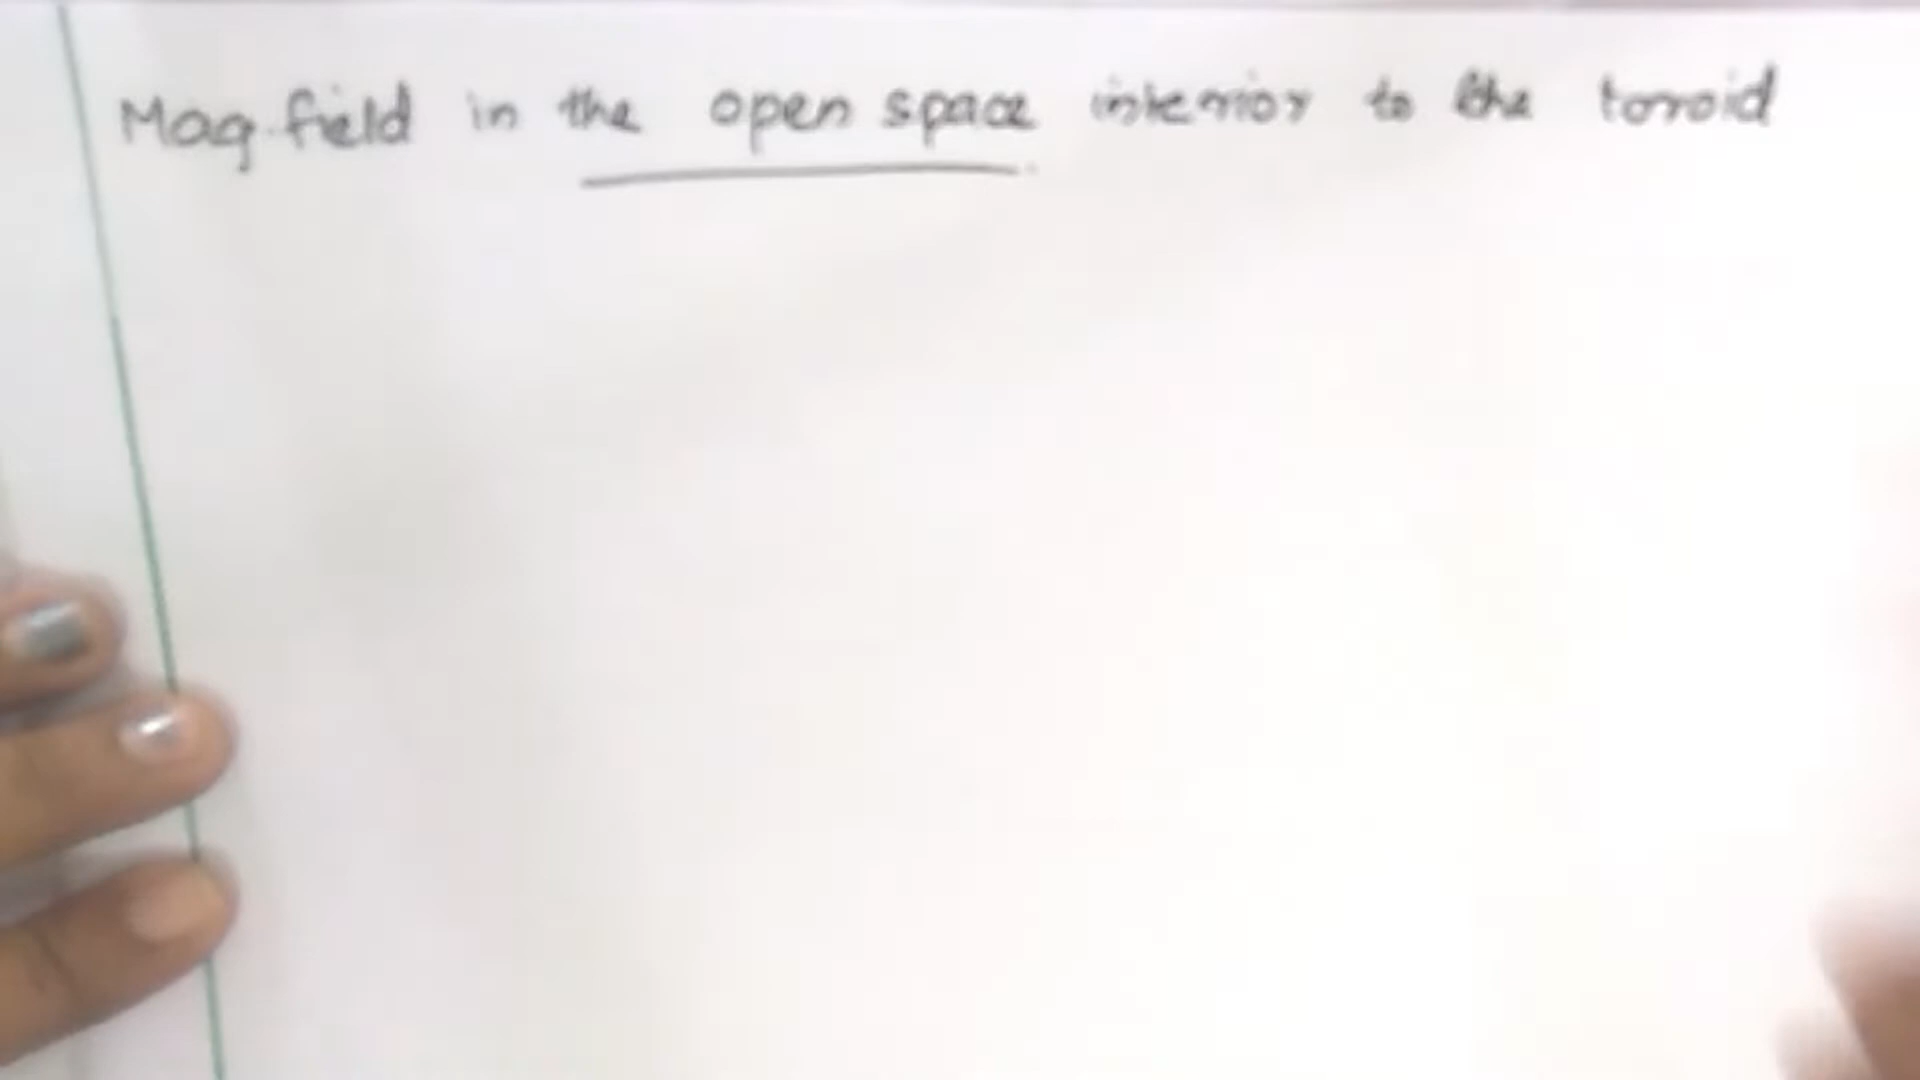 Mag. field in the open space interior to the toroid